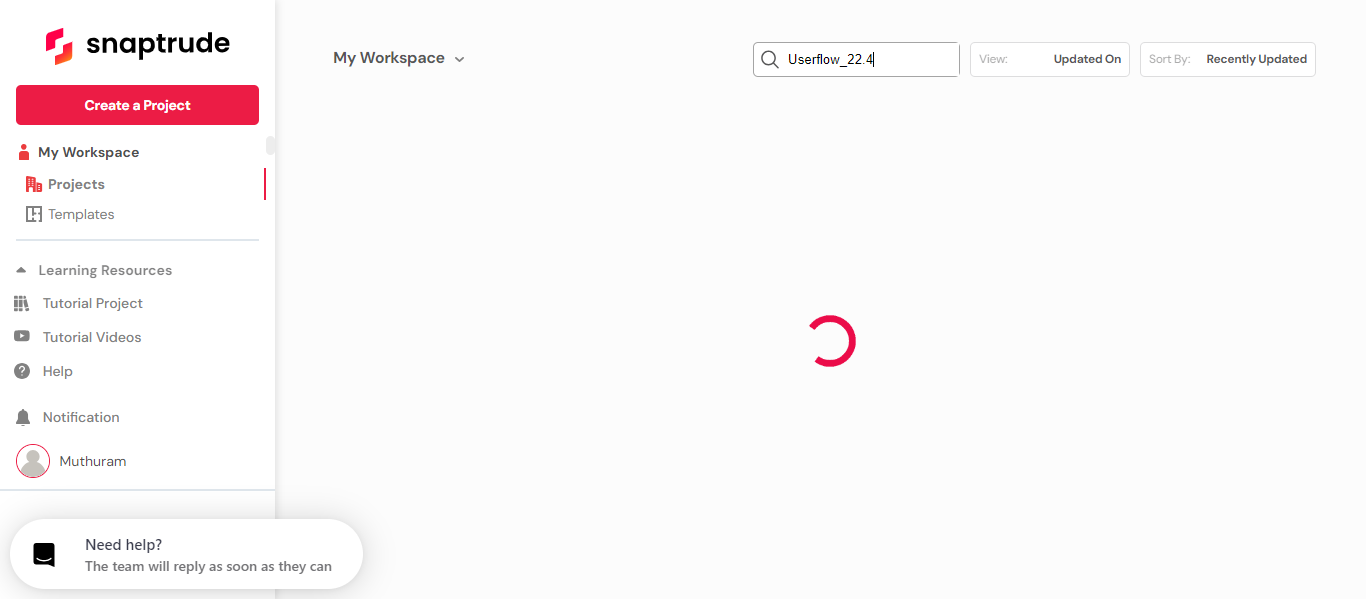 snaptrude
Create a Project
My Workspace
Projects
Templates
Learning Resources
Tutorial Project
Tutorial Videos
Help
Notification
Muthuram
Need help?
The team will reply as soon as they can
My Workspace
Userflow_22.4
View: Updated On
Sort By: Recently Updated